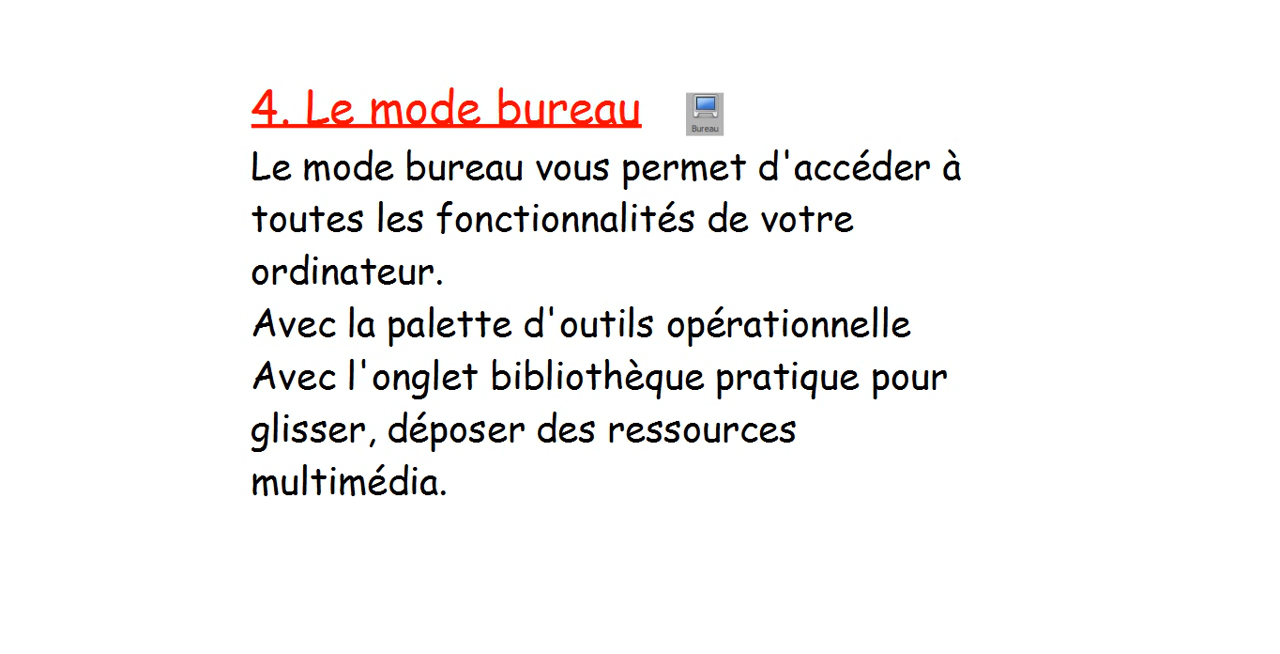 4. Le mode bureau
Bureau
Le mode bureau vous permet d'accéder à
toutes les fonctionnalités de votre
ordinateur.
Avec la palette d'outils opérationnelle
Avec l'onglet bibliothèque pratique pour
glisser, déposer des ressources
multimédia.